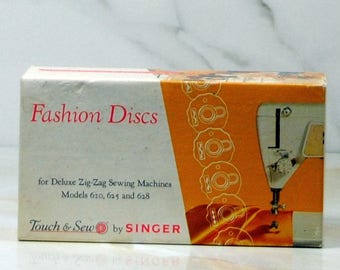 Fashion Discs
for Deluxe Zig-Zag Sewing Machines
Models 620, 625 and 628
Touch & Sew by SINGER